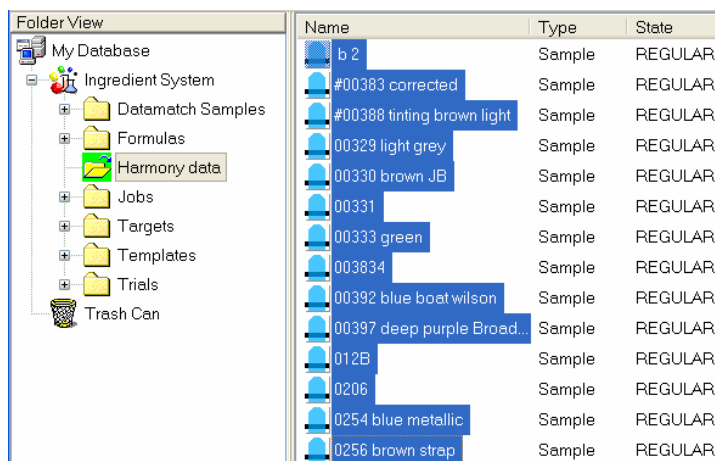 Folder View
My Database
Ingredient System
Datamatch Samples
Formulas
Harmony data
Jobs
Targets
Templates
Trials
Trash Can
Name Type State
b 2 Sample REGULAR
#00383 corrected Sample REGULAR
#00388 tinting brown light Sample REGULAR
00329 light grey Sample REGULAR
00330 brown JB Sample REGULAR
00331 Sample REGULAR
00333 green Sample REGULAR
003834 Sample REGULAR
00392 blue boat wilson Sample REGULAR
00397 deep purple Broad... Sample REGULAR
012B Sample REGULAR
0206 Sample REGULAR
0254 blue metallic Sample REGULAR
0256 brown strap Sample REGULAR